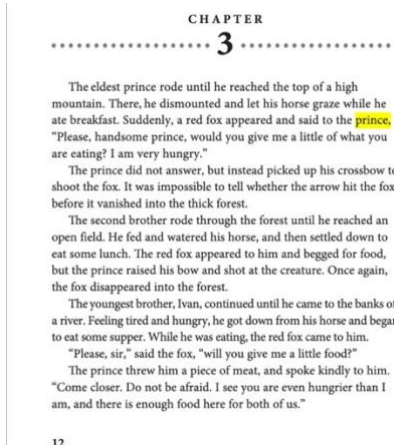 CHAPTER
3
The eldest prince rode until he reached the top of a high
mountain. There, he dismounted and let his horse graze while he
ate breakfast. Suddenly, a red fox appeared and said to the prince,
“Please, handsome prince, would you give me a little of what you
are eating? I am very hungry.”
The prince did not answer, but instead picked up his crossbow to
shoot the fox. It was impossible to tell whether the arrow hit the fox
before it vanished into the thick forest.
The second brother rode through the forest until he reached an
open field. He fed and watered his horse, and then settled down to
eat some lunch. The red fox appeared to him and begged for food,
but the prince raised his bow and shot at the creature. Once again,
the fox disappeared into the forest.
The youngest brother, Ivan, continued until he came to the banks of
a river. Feeling tired and hungry, he got down from his horse and began
to eat some supper. While he was eating, the red fox came to him.
“Please, sir,” said the fox, “will you give me a little food?”
The prince threw him a piece of meat, and spoke kindly to him.
“Come closer. Do not be afraid. I see you are even hungrier than I
am, and there is enough food here for both of us.”
12